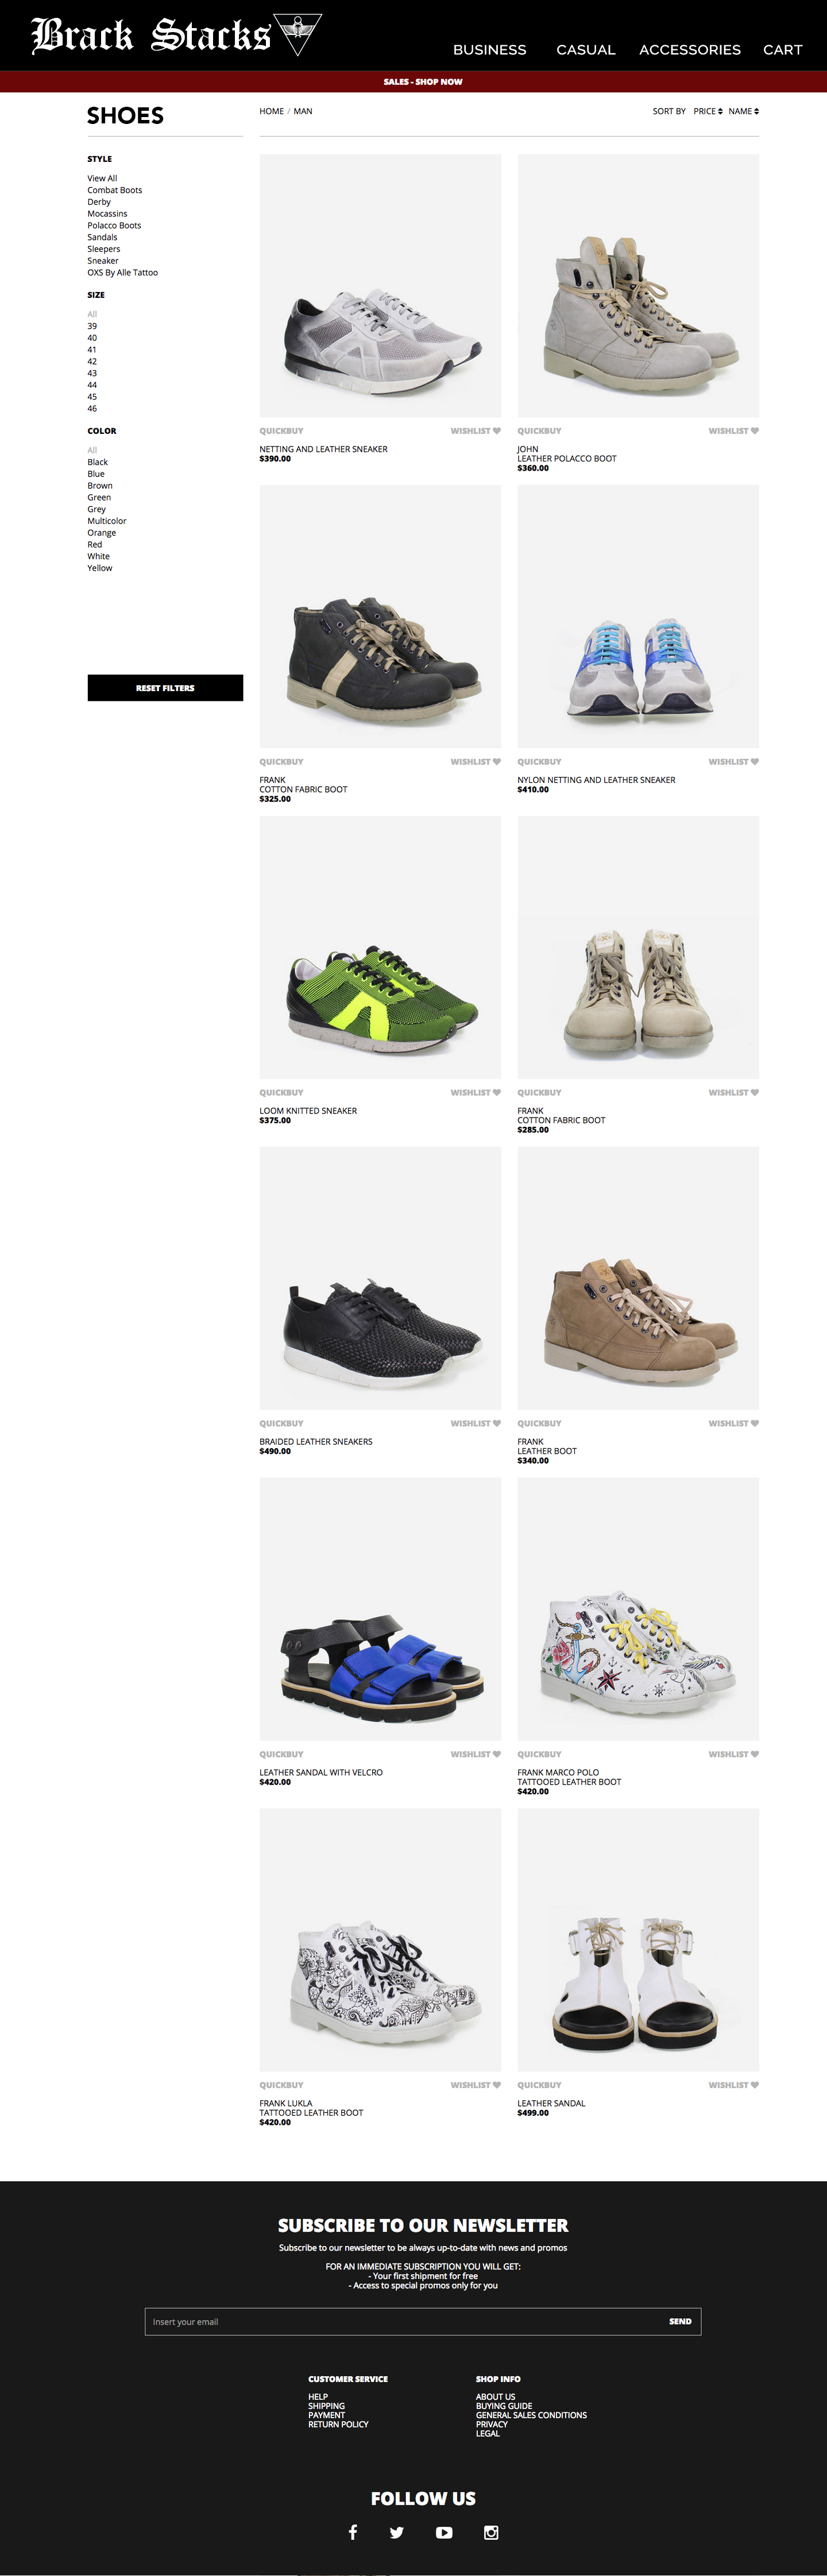 Brack Stacks
BUSINESS CASUAL ACCESSORIES CART
SALES - SHOP NOW
SHOES
HOME / MAN
SORT BY PRICE NAME
STYLE
View All
Combat Boots
Derby
Mocassins
Polacco Boots
Sandals
Sleepers
Sneaker
OXS By Alle Tattoo
SIZE
All
39
40
41
42
43
44
45
46
COLOR
All
Black
Blue
Brown
Green
Grey
Multicolor
Orange
Red
White
Yellow
RESET FILTERS
QUICKBUY WISHLIST
NETTING AND LEATHER SNEAKER
$390.00
QUICKBUY WISHLIST
JOHN
LEATHER POLACCO BOOT
$360.00
QUICKBUY WISHLIST
FRANK
COTTON FABRIC BOOT
$325.00
QUICKBUY WISHLIST
NYLON NETTING AND LEATHER SNEAKER
$410.00
QUICKBUY WISHLIST
LOOM KNITTED SNEAKER
$375.00
QUICKBUY WISHLIST
FRANK
COTTON FABRIC BOOT
$285.00
QUICKBUY WISHLIST
BRAIDED LEATHER SNEAKERS
$490.00
QUICKBUY WISHLIST
FRANK
LEATHER BOOT
$340.00
QUICKBUY WISHLIST
LEATHER SANDAL WITH VELCRO
$420.00
QUICKBUY WISHLIST
FRANK MARCO POLO
TATTOOED LEATHER BOOT
$420.00
QUICKBUY WISHLIST
FRANK LUKLA
TATTOOED LEATHER BOOT
$420.00
QUICKBUY WISHLIST
LEATHER SANDAL
$499.00
SUBSCRIBE TO OUR NEWSLETTER
Subscribe to our newsletter to be always up-to-date with news and promos
FOR AN IMMEDIATE SUBSCRIPTION YOU WILL GET:
- Your first shipment for free
- Access to special promos only for you
Insert your email SEND
CUSTOMER SERVICE
HELP
SHIPPING
PAYMENT
RETURN POLICY
SHOP INFO
ABOUT US
BUYING GUIDE
GENERAL SALES CONDITIONS
PRIVACY
LEGAL
FOLLOW US